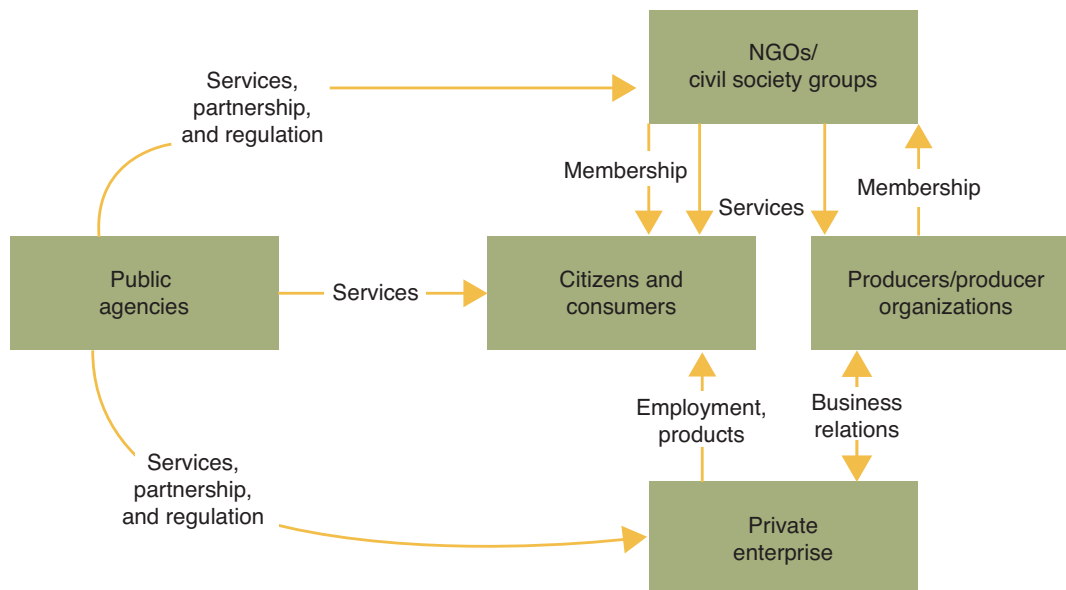 NGOs/
civil society groups
Services,
partnership,
and regulation
Membership
Services
Membership
Public
agencies
Services
Citizens and
consumers
Producers/producer
organizations
Employment,
products
Business
relations
Services,
partnership,
and regulation
Private
enterprise